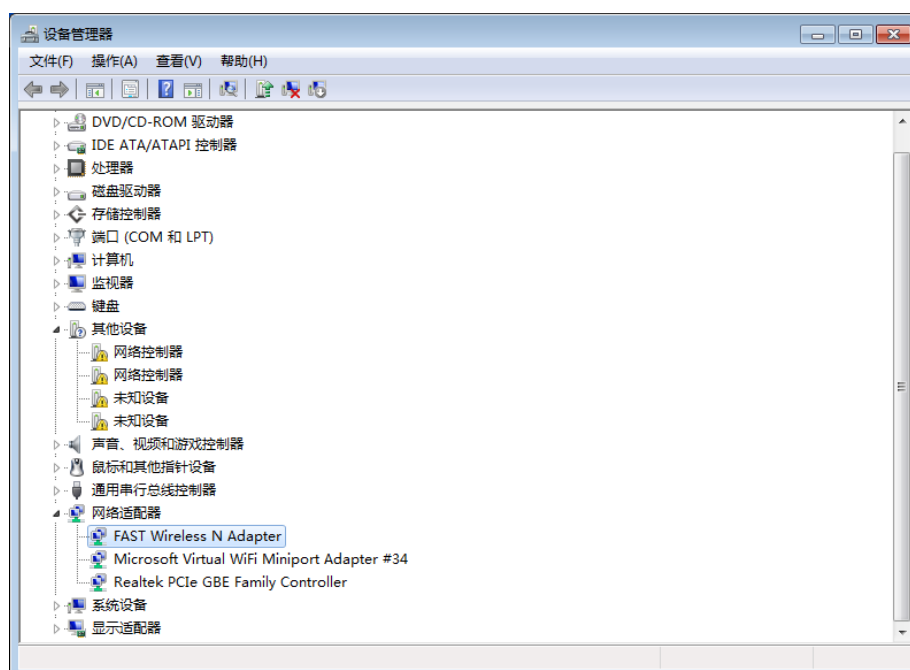 设备管理器
文件(F) 操作(A) 查看(V) 帮助(H)
DVD/CD-ROM 驱动器
IDE ATA/ATAPI 控制器
处理器
磁盘驱动器
存储控制器
端口 (COM 和 LPT)
计算机
监视器
键盘
其他设备
网络控制器
网络控制器
未知设备
未知设备
声音、视频和游戏控制器
鼠标和其他指针设备
通用串行总线控制器
网络适配器
FAST Wireless N Adapter
Microsoft Virtual WiFi Miniport Adapter #34
Realtek PCIe GBE Family Controller
系统设备
显示适配器